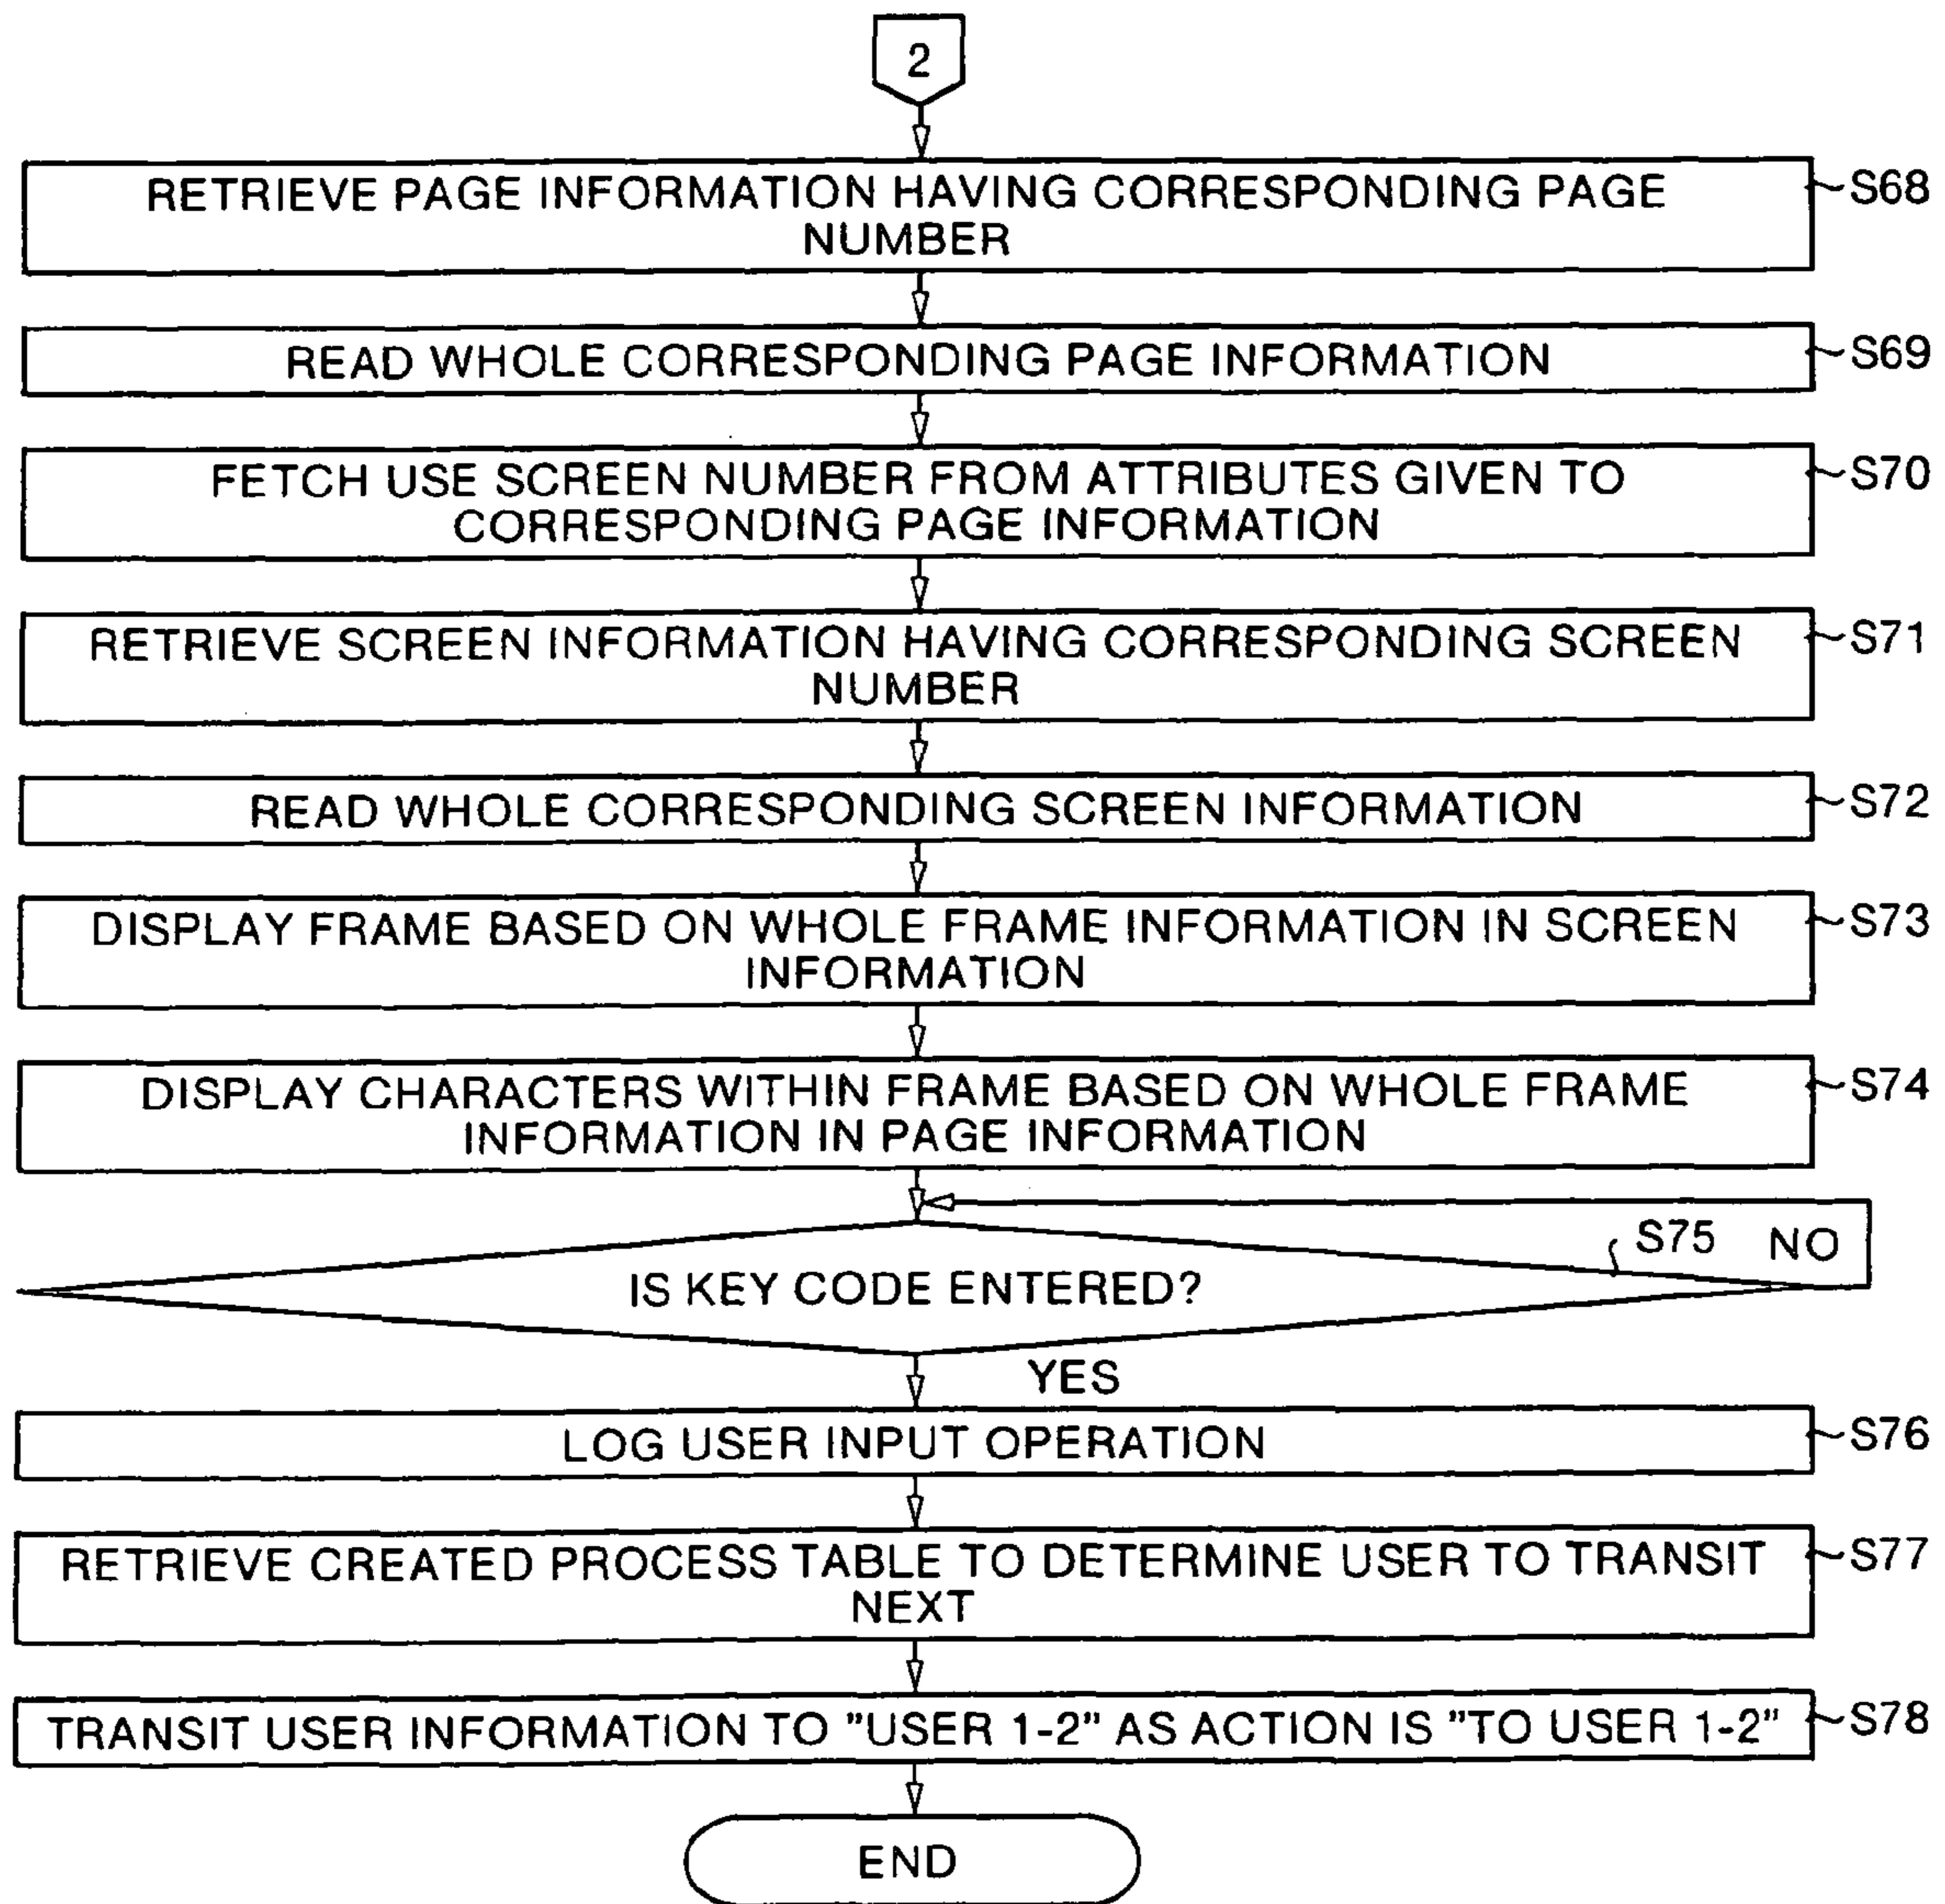 2
RETRIEVE PAGE INFORMATION HAVING CORRESPONDING PAGE
NUMBER
S68
READ WHOLE CORRESPONDING PAGE INFORMATION
S69
FETCH USE SCREEN NUMBER FROM ATTRIBUTES GIVEN TO
CORRESPONDING PAGE INFORMATION
S70
RETRIEVE SCREEN INFORMATION HAVING CORRESPONDING SCREEN
NUMBER
S71
READ WHOLE CORRESPONDING SCREEN INFORMATION
S72
DISPLAY FRAME BASED ON WHOLE FRAME INFORMATION IN SCREEN
INFORMATION
S73
DISPLAY CHARACTERS WITHIN FRAME BASED ON WHOLE FRAME
INFORMATION IN PAGE INFORMATION
S74
S75 NO
IS KEY CODE ENTERED?
YES
LOG USER INPUT OPERATION
S76
RETRIEVE CREATED PROCESS TABLE TO DETERMINE USER TO TRANSIT
NEXT
S77
TRANSIT USER INFORMATION TO "USER 1-2" AS ACTION IS "TO USER 1-2"
S78
END